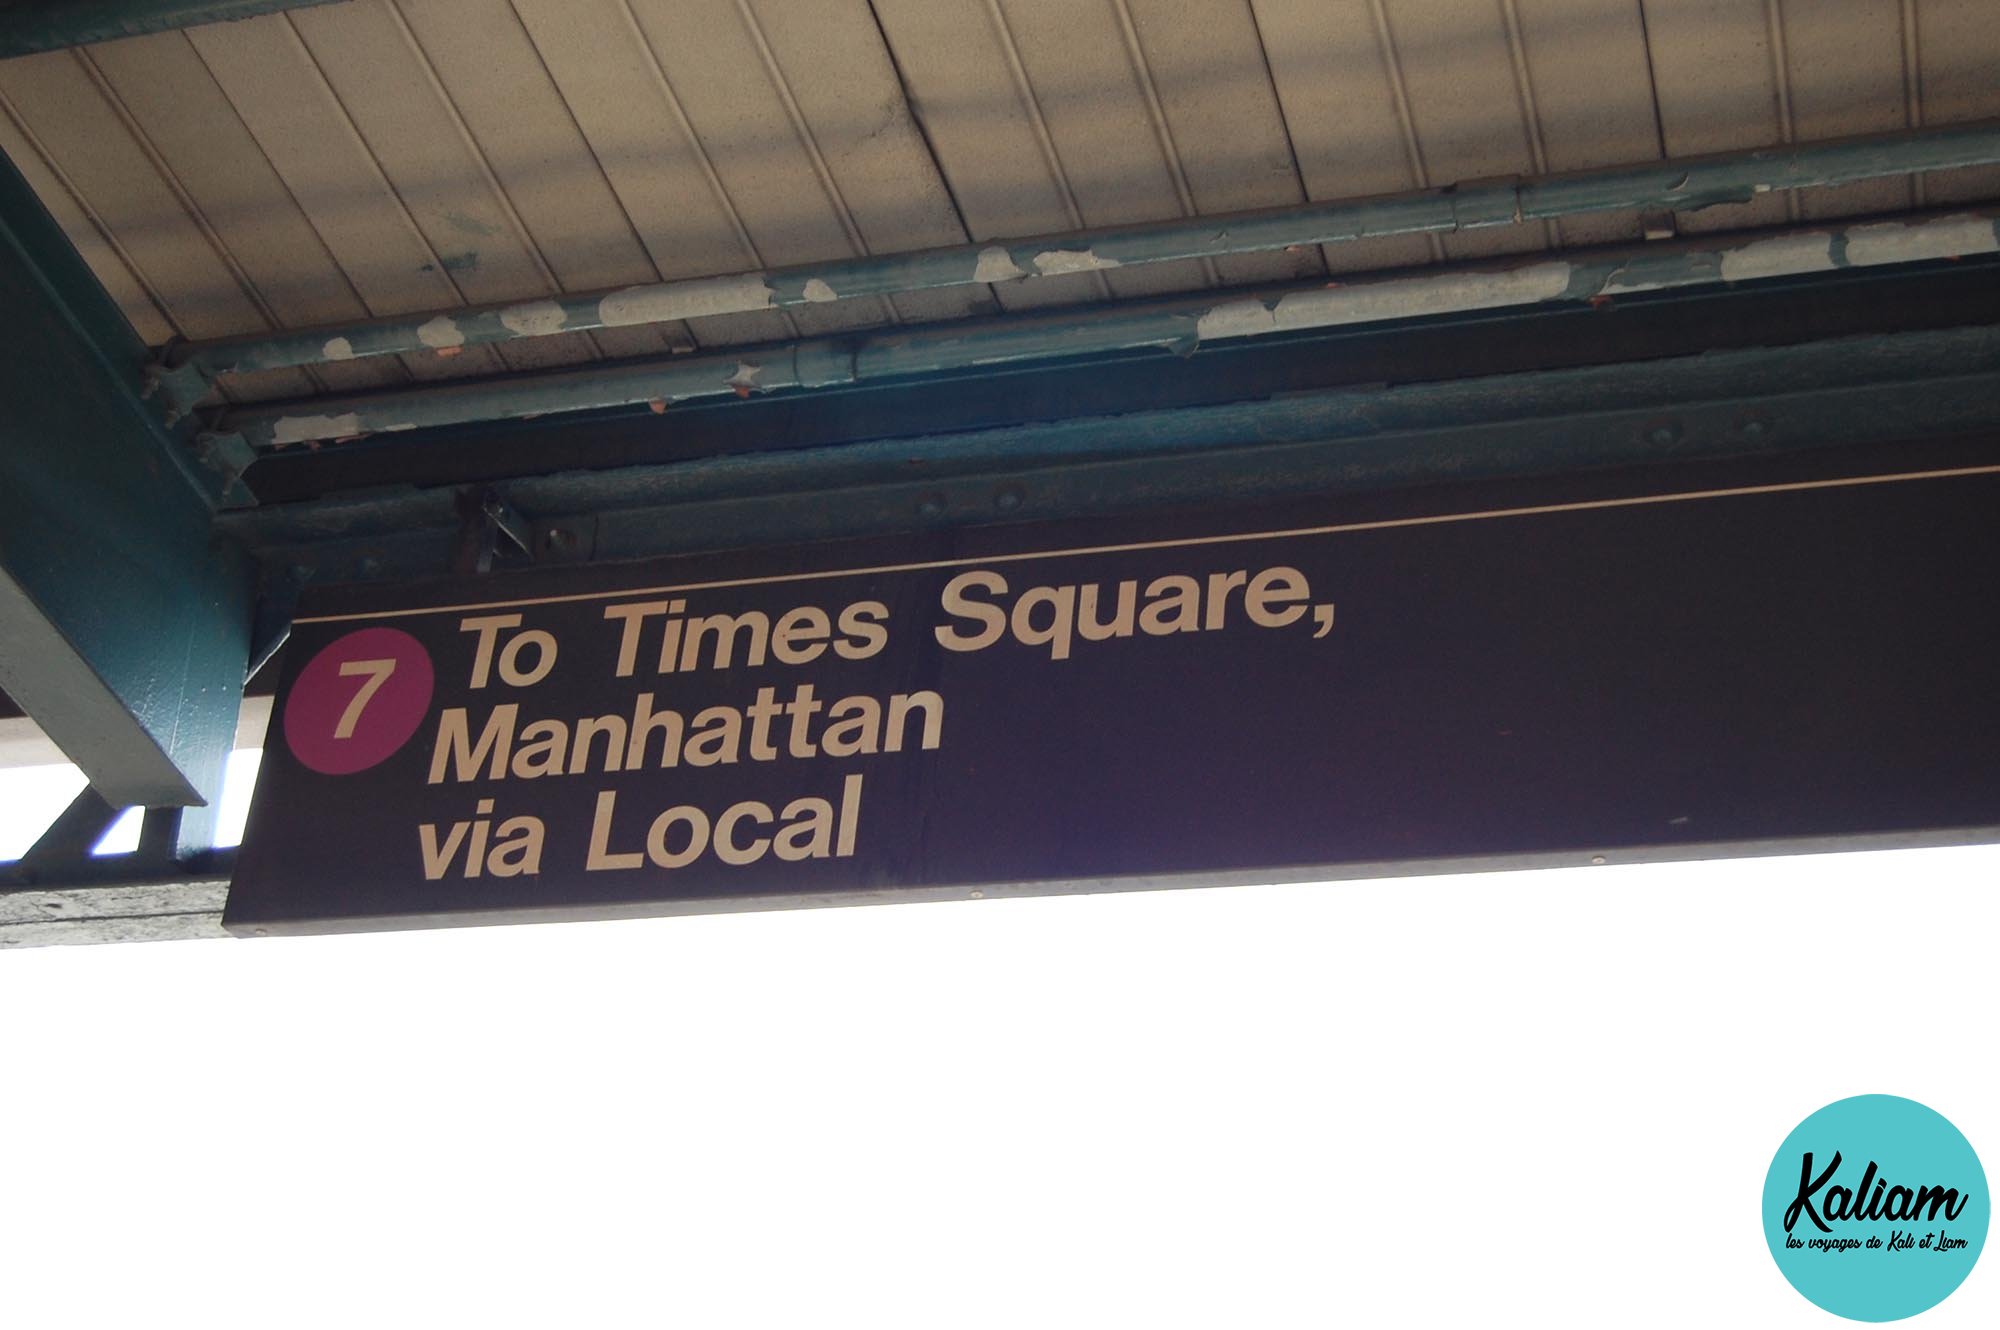 7 To Times Square,
Manhattan
via Local
Kaliam
les voyages de Kali et Liam